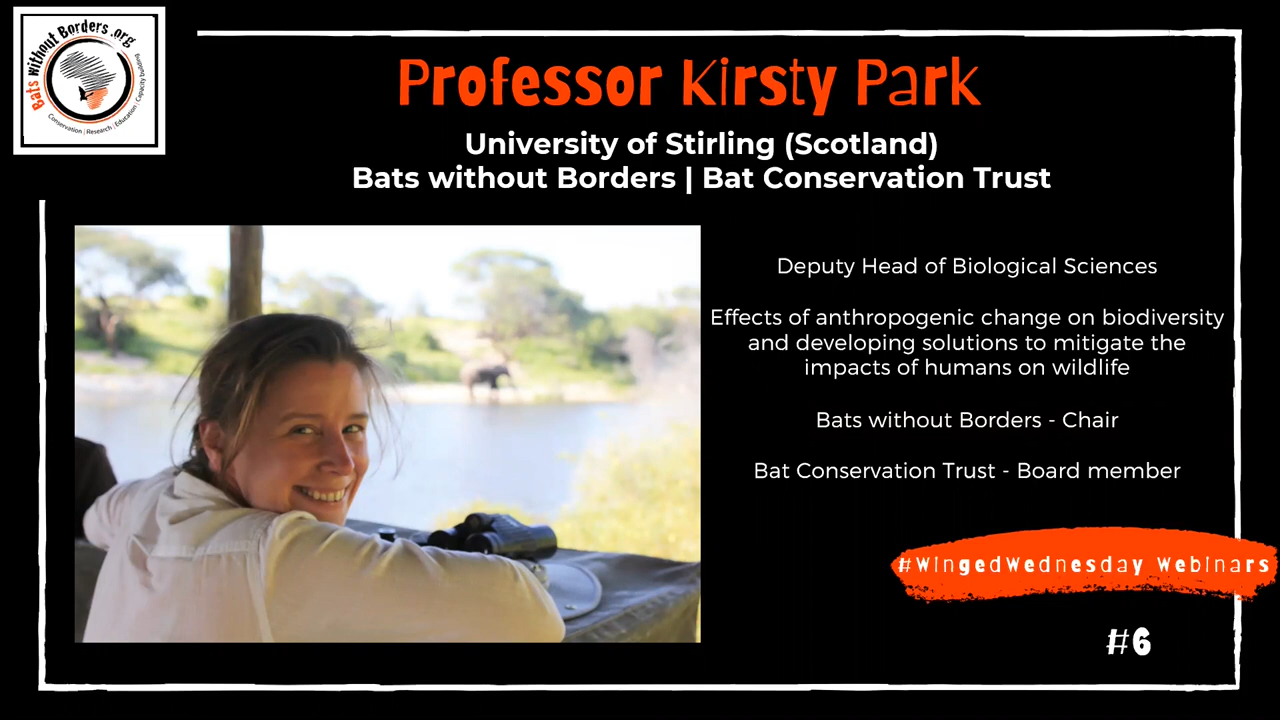 Bats without Borders .org
Conservation | Research | Education | Capacity building
Professor Kirsty Park
University of Stirling (Scotland)
Bats without Borders | Bat Conservation Trust
Deputy Head of Biological Sciences
Effects of anthropogenic change on biodiversity
and developing solutions to mitigate the
impacts of humans on wildlife
Bats without Borders - Chair
Bat Conservation Trust - Board member
#WingedWednesday Webinars
#6